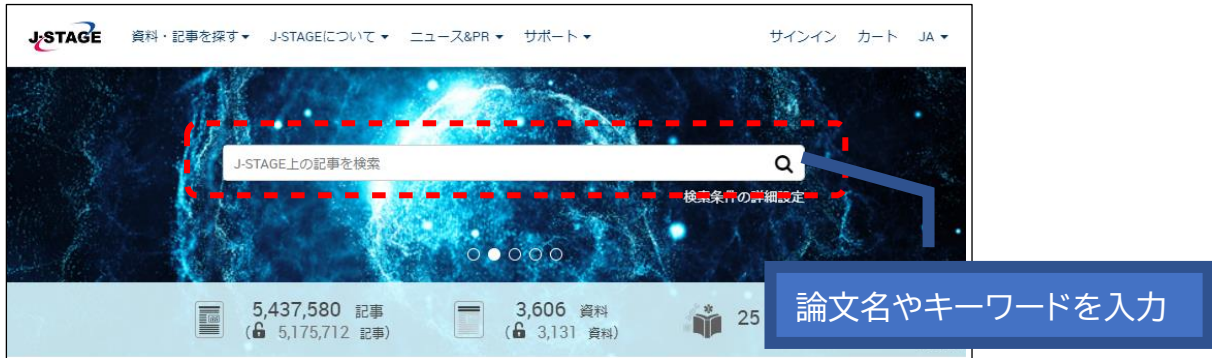 J-STAGE 資料・記事を探す▾ J-STAGEについて▾ ニュース&PR▾ サポート▾ サインイン カート JA▾
J-STAGE上の記事を検索
検索条件の詳細設定
5,437,580 記事 3,606 資料 25
(5,175,712 記事) (3,131 資料)
論文名やキーワードを入力